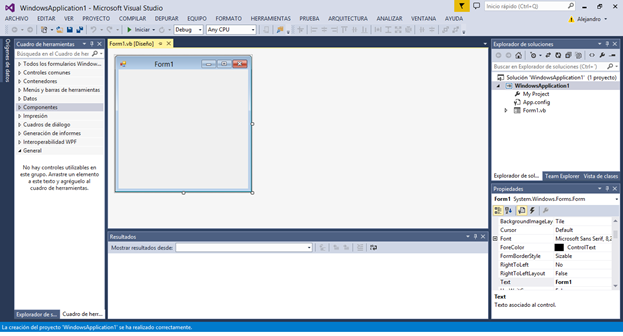 WindowsApplication1 - Microsoft Visual Studio
Inicio rápido (Ctrl+Q)
ARCHIVO EDITAR VER PROYECTO COMPILAR DEPURAR EQUIPO FORMATO HERRAMIENTAS PRUEBA ARQUITECTURA ANALIZAR VENTANA AYUDA
Alejandro
Iniciar Debug Any CPU
Orígenes de datos
Cuadro de herramientas
Buscar en Cuadro de her
Todos los formularios Window...
Controles comunes
Contenedores
Menús y barras de herramientas
Datos
Componentes
Impresión
Cuadros de diálogo
Generación de informes
Interoperabilidad WPF
General
No hay controles utilizables en
este grupo. Arrastre un elemento
a este texto y agréguelo al
cuadro de herramientas.
Explorador de s... Cuadro de herr...
Form1.vb [Diseño]
Form1
Resultados
Mostrar resultados desde:
Explorador de soluciones
Buscar en Explorador de soluciones (Ctrl+')
Solución 'WindowsApplication1' (1 proyecto)
WindowsApplication1
My Project
App.config
Form1.vb
Explorador de sol... Team Explorer Vista de clases
Propiedades
Form1 System.Windows.Forms.Form
BackgroundImageLay Tile
Cursor Default
Font Microsoft Sans Serif, 8,2
ForeColor ControlText
FormBorderStyle Sizable
RightToLeft No
RightToLeftLayout False
Text Form1
Text
Texto asociado al control.
La creación del proyecto 'WindowsApplication1' se ha realizado correctamente.